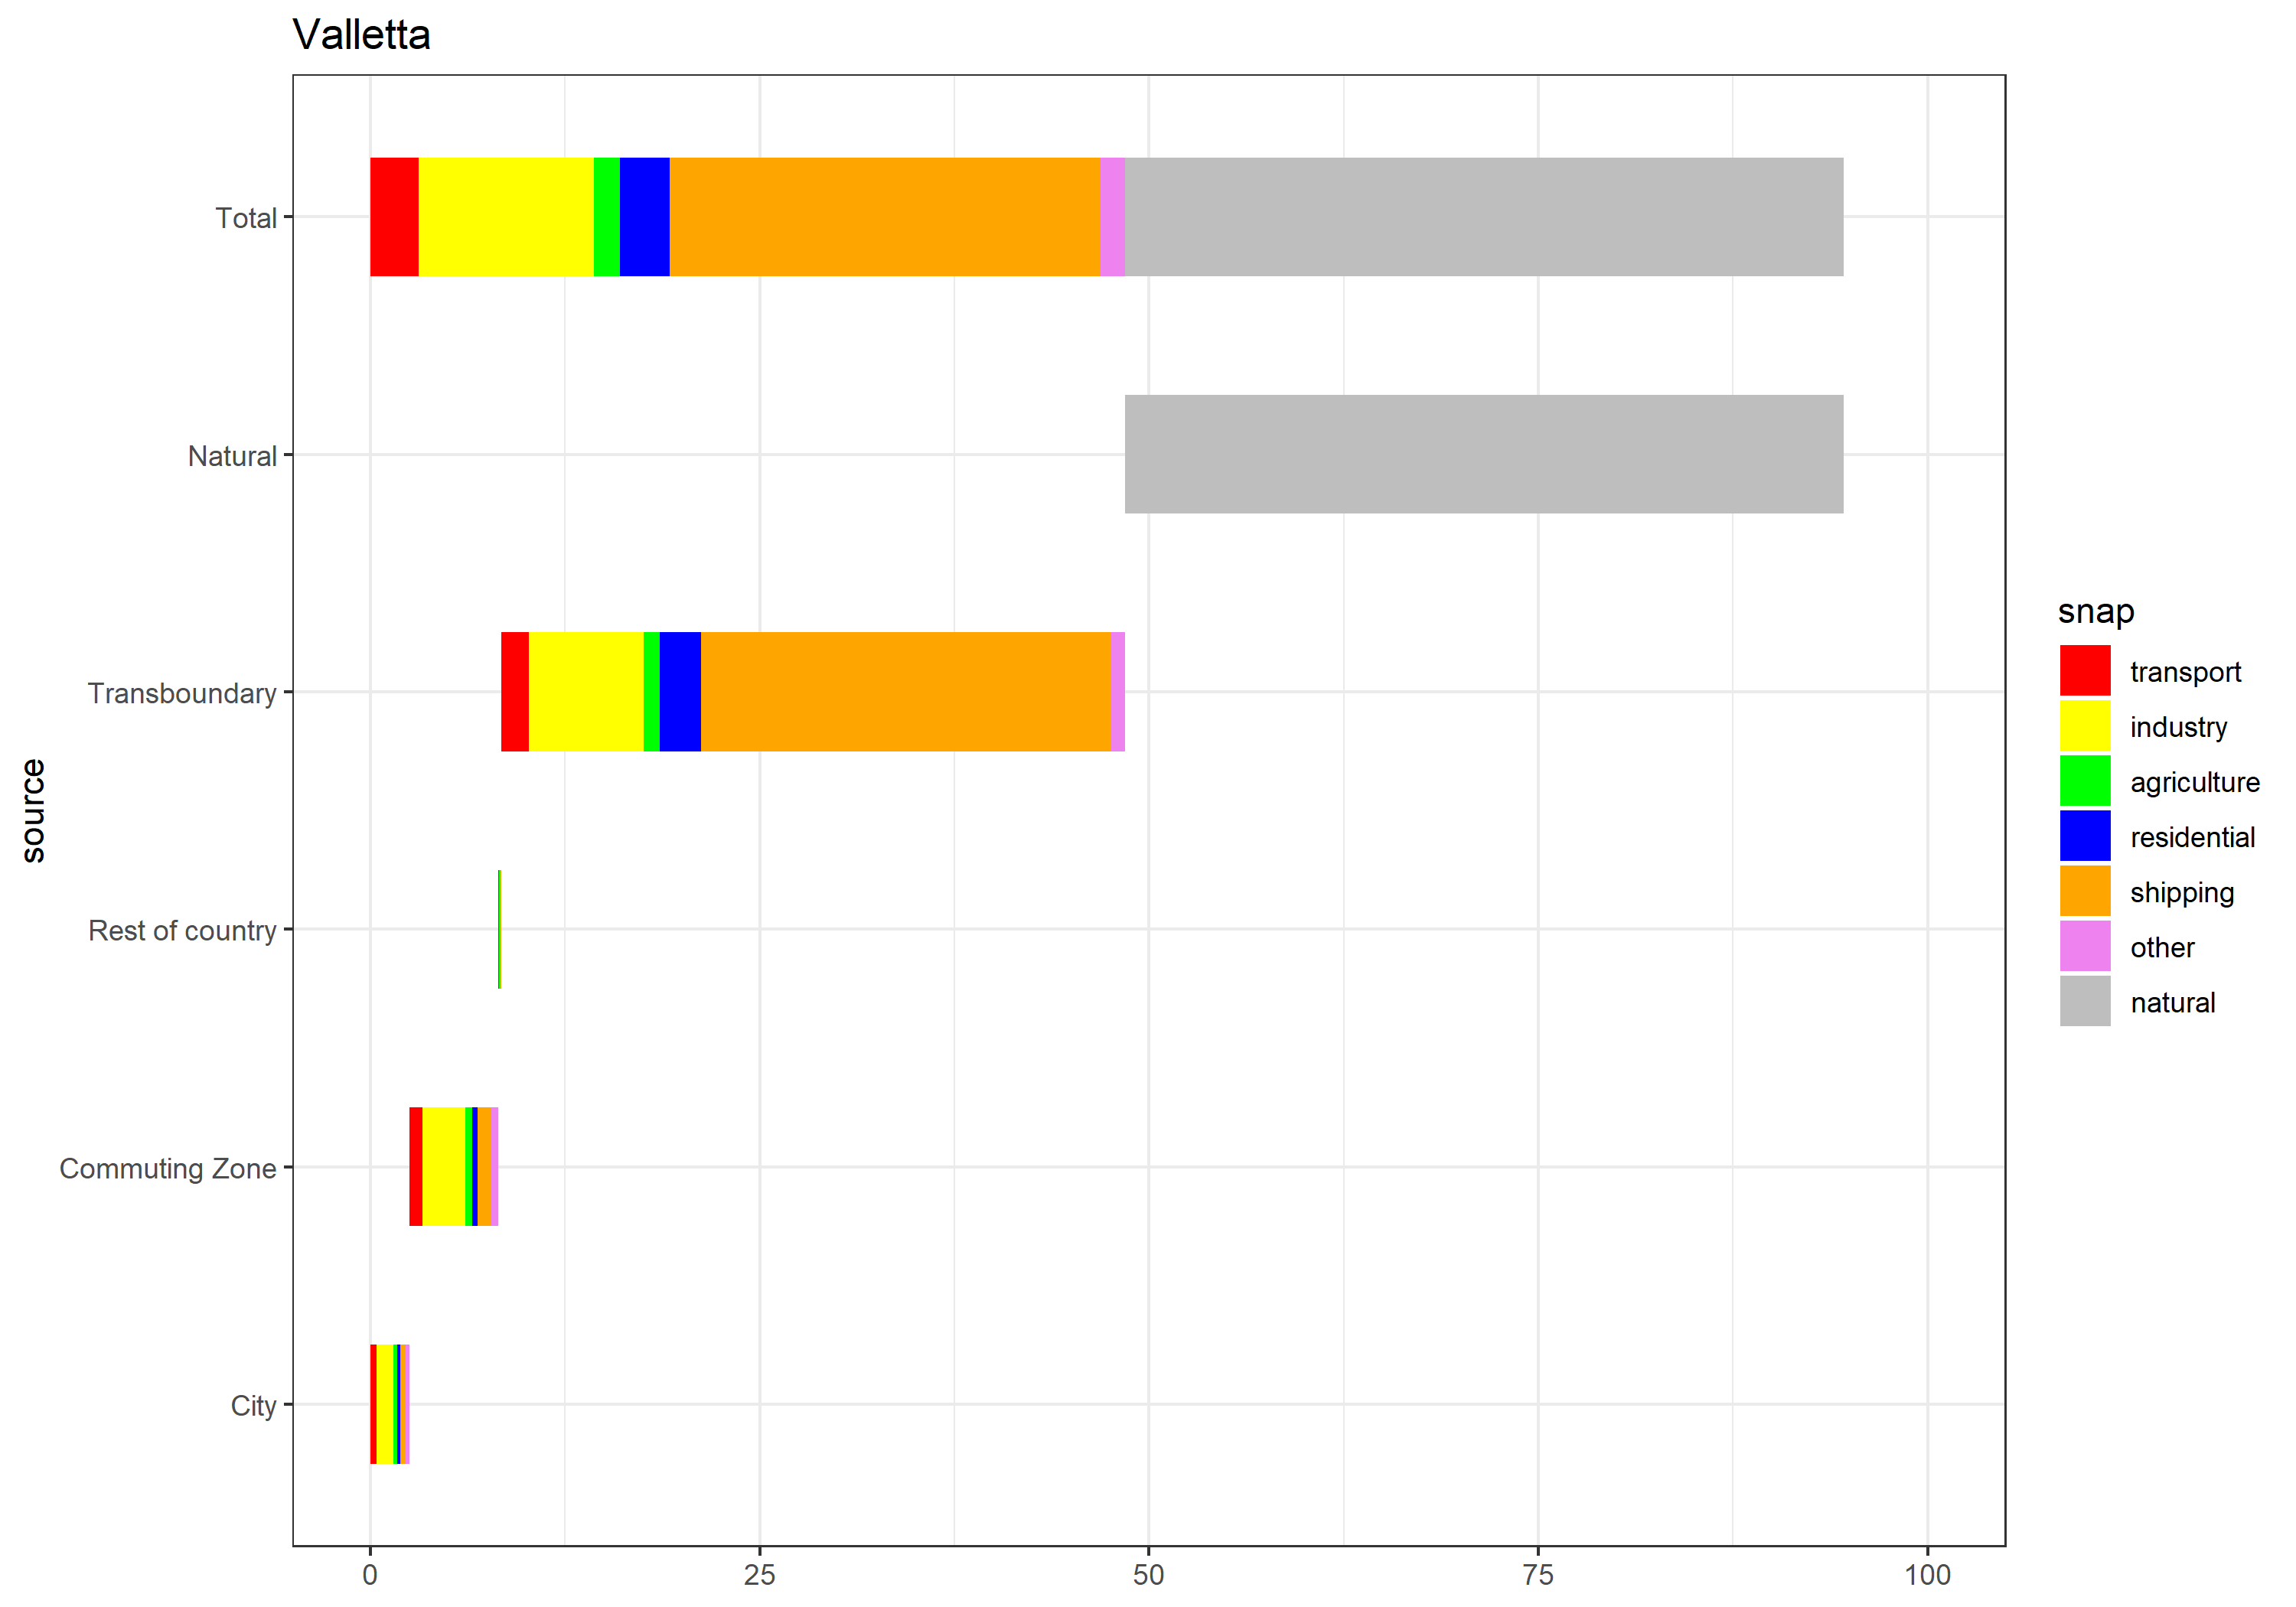 Valletta
source
Total
Natural
Transboundary
Rest of country
Commuting Zone
City
0 25 50 75 100
snap
transport
industry
agriculture
residential
shipping
other
natural